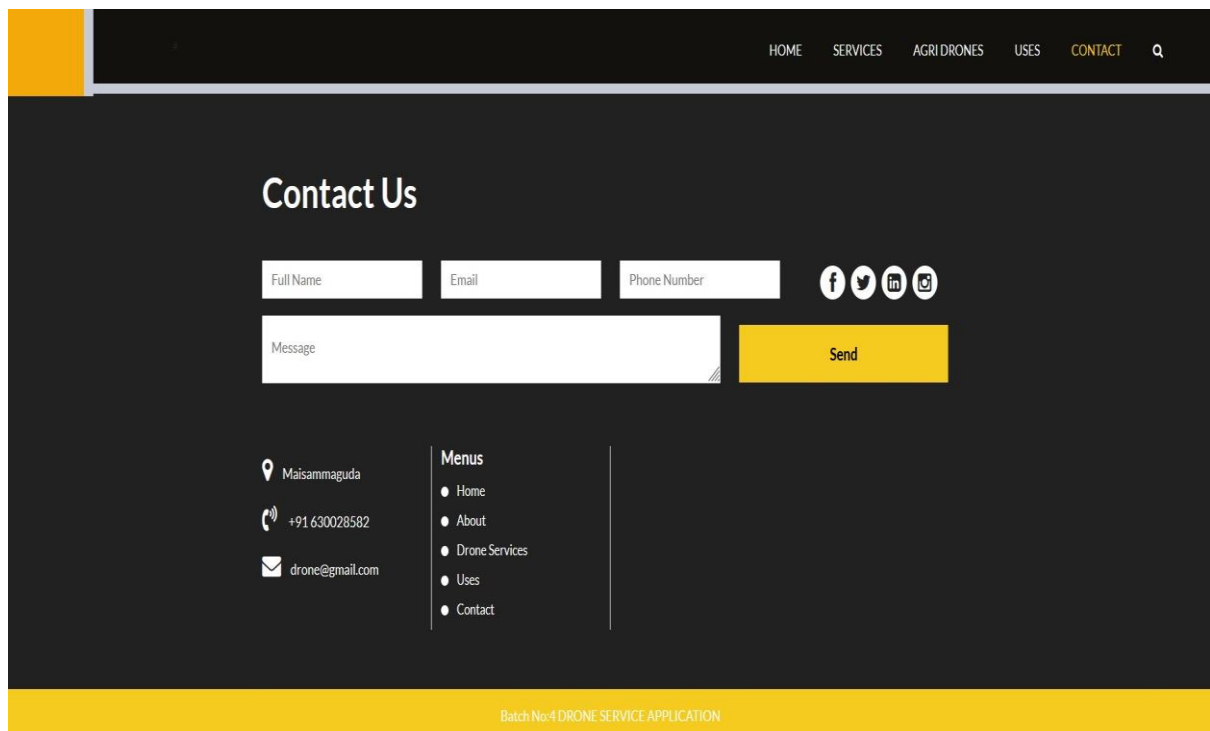 HOME SERVICES AGRI DRONES USES CONTACT
Contact Us
Full Name Email Phone Number
Message
Send
Maisammaguda
+91 630028582
drone@gmail.com
Menus
Home
About
Drone Services
Uses
Contact
Batch No:4 DRONE SERVICE APPLICATION